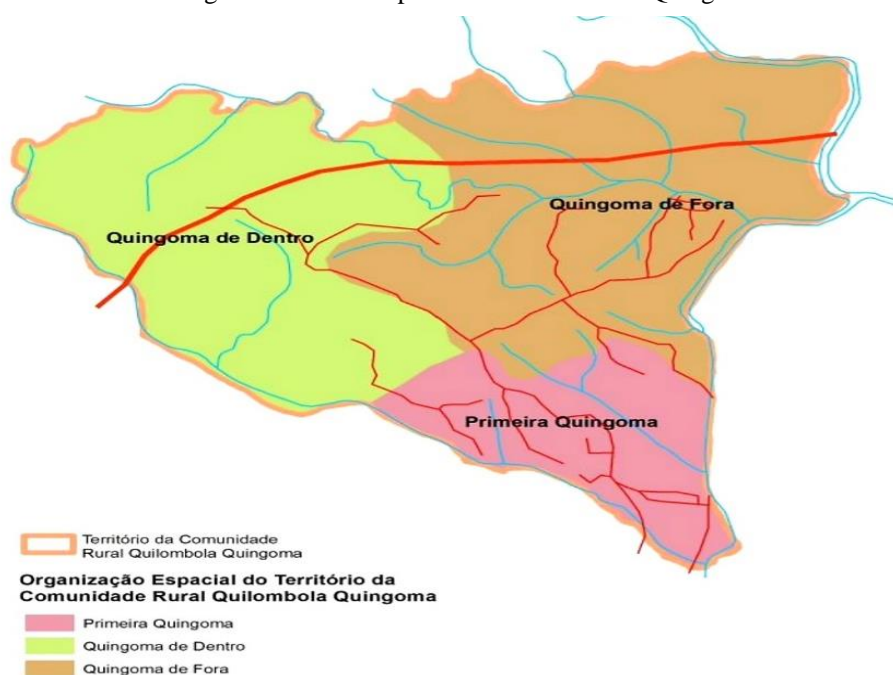 Quingoma de Fora
Quingoma de Dentro
Primeira Quingoma
Território da Comunidade
Rural Quilombola Quingoma
Organização Espacial do Território da
Comunidade Rural Quilombola Quingoma
Primeira Quingoma
Quingoma de Dentro
Quingoma de Fora